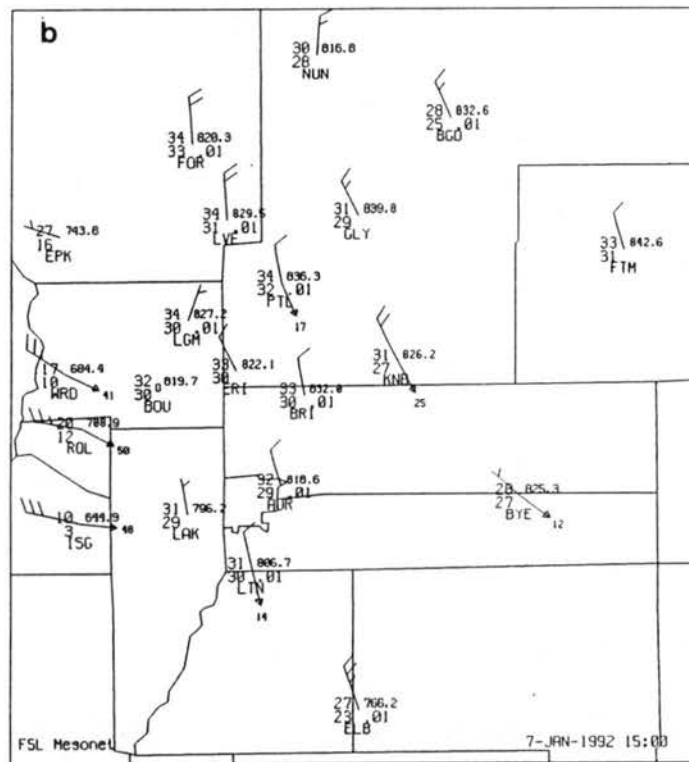 b
30 816.8
28
NUN
28 832.6
25 .01
BGD
34 820.3
33 .01
FOR
31 839.8
29
GLY
34 829.5
31 .01
LVE
27 743.8
16
EPK
33 842.6
31
FTM
34 836.3
32 .01
PTL
17
34 827.2
30 .01
LGM
33 822.1
30
ERI
31 826.2
27
KNB
25
17 684.4
10
WRD
41
32 819.7
30
BOU
33 832.0
30 .01
BRI
20 788.9
12
ROL
50
32 818.6
29 .01
AUR
31 796.2
29
LAK
28 825.3
27
BYE
12
10 644.9
3
ISG
48
31 806.7
30 .01
LTN
14
27 766.2
23 .01
ELB
FSL Mesonet
7-JAN-1992 15:00